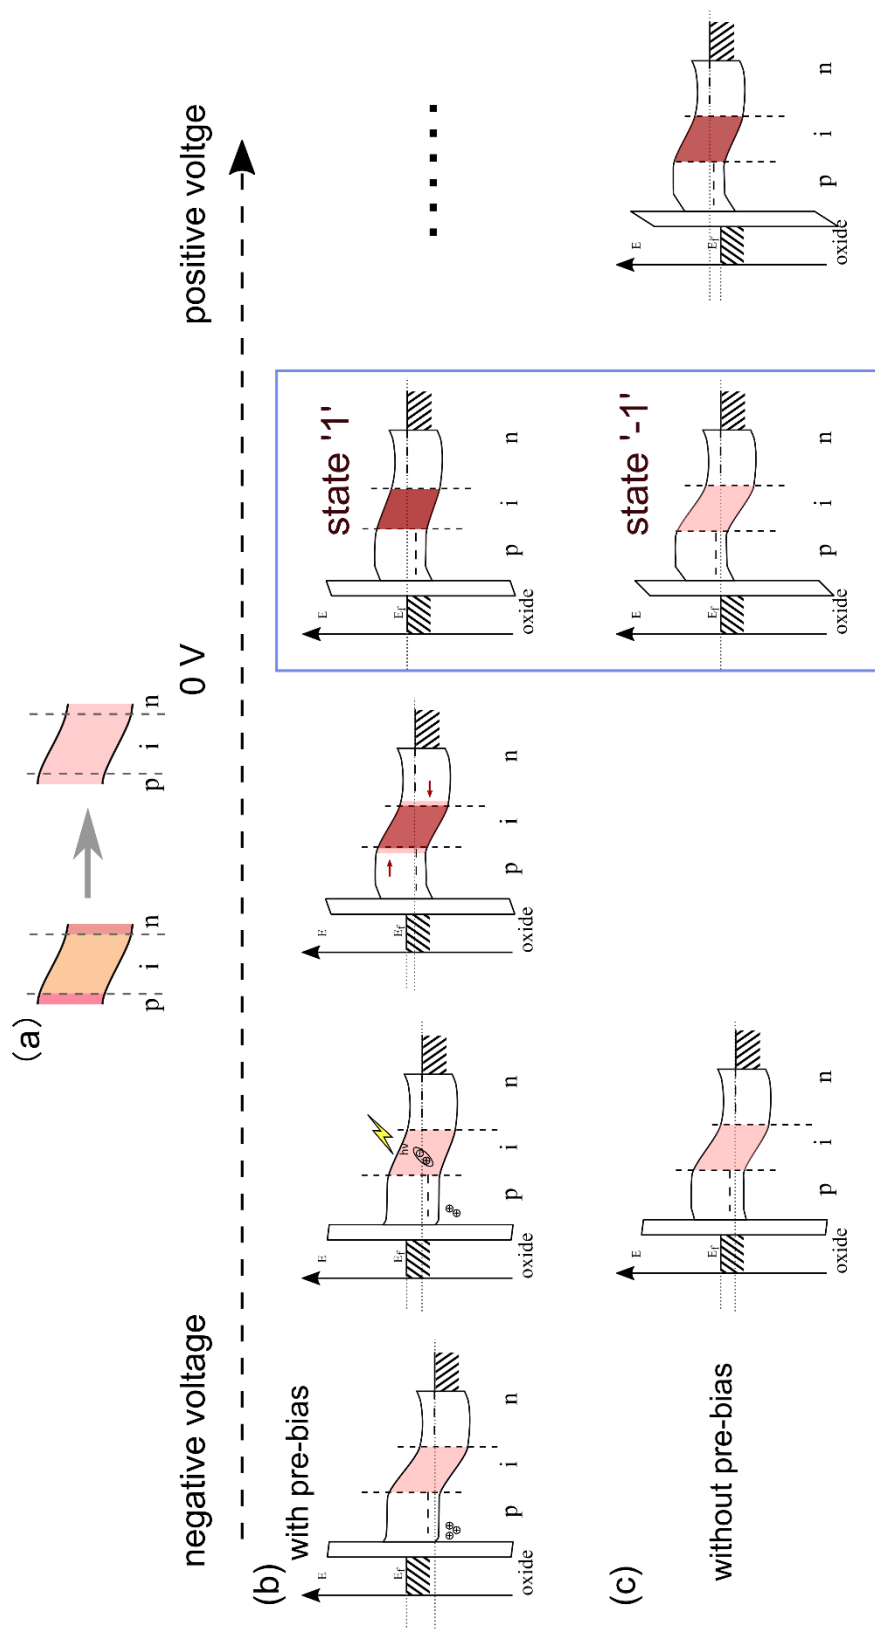 (a)
p i n
p i n
negative voltage
0 V
positive voltge
(b)
with pre-bias
E
Ef
oxide
p i n
E
Ef
hν
oxide
p i n
E
Ef
oxide
p i n
state '1'
E
Ef
oxide
p i n
(c)
without pre-bias
E
Ef
oxide
p i n
state '-1'
E
Ef
oxide
p i n
E
Ef
oxide
p i n